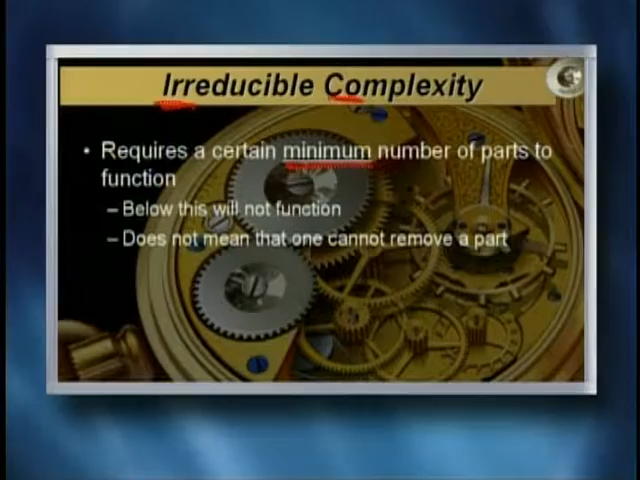 Irreducible Complexity
• Requires a certain minimum number of parts to
function
– Below this will not function
– Does not mean that one cannot remove a part